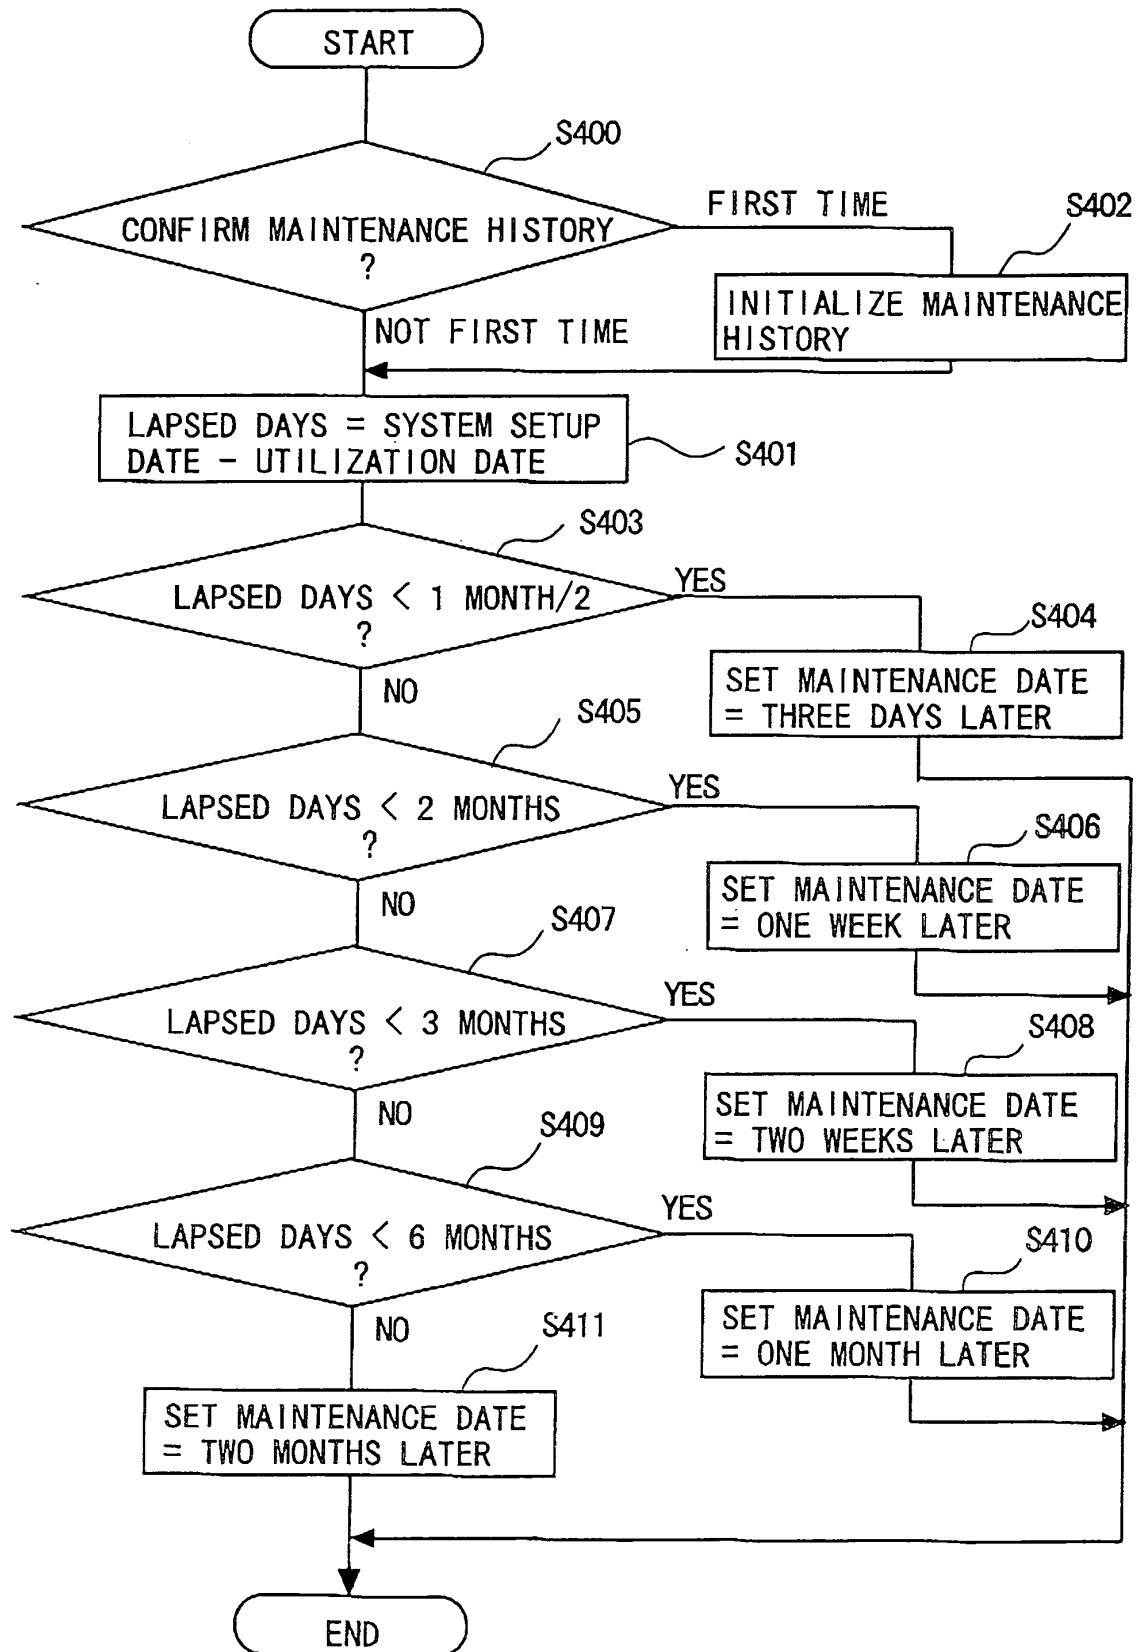 START
S400
CONFIRM MAINTENANCE HISTORY
?
FIRST TIME
S402
INITIALIZE MAINTENANCE
HISTORY
NOT FIRST TIME
LAPSED DAYS = SYSTEM SETUP
DATE - UTILIZATION DATE
S401
S403
LAPSED DAYS < 1 MONTH/2
?
YES
S404
SET MAINTENANCE DATE
= THREE DAYS LATER
NO
S405
LAPSED DAYS < 2 MONTHS
?
YES
S406
SET MAINTENANCE DATE
= ONE WEEK LATER
NO
S407
LAPSED DAYS < 3 MONTHS
?
YES
S408
SET MAINTENANCE DATE
= TWO WEEKS LATER
NO
S409
LAPSED DAYS < 6 MONTHS
?
YES
S410
SET MAINTENANCE DATE
= ONE MONTH LATER
NO
S411
SET MAINTENANCE DATE
= TWO MONTHS LATER
END